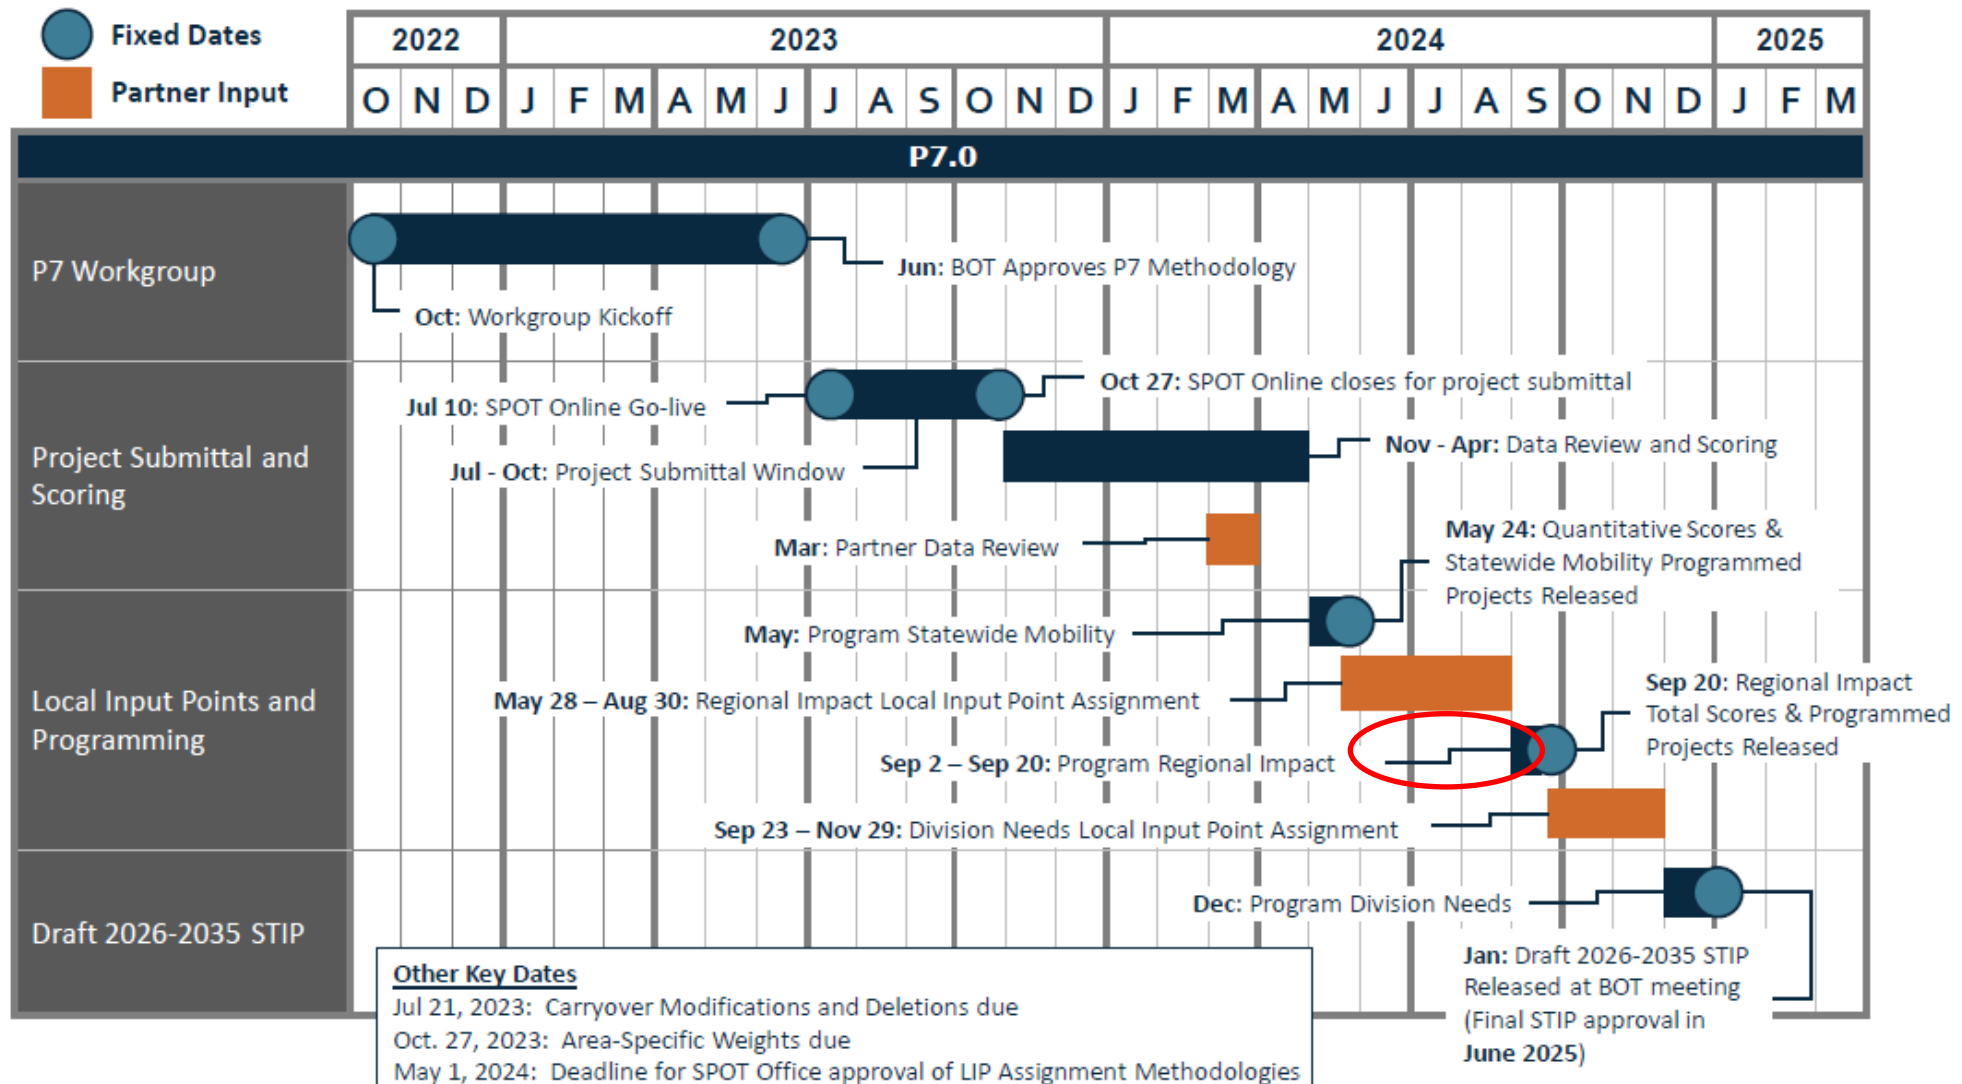 Fixed Dates
Partner Input
2022 2023 2024 2025
O N D J F M A M J J A S O N D J F M A M J J A S O N D J F M
P7.0
P7 Workgroup
Jun: BOT Approves P7 Methodology
Oct: Workgroup Kickoff
Project Submittal and
Scoring
Oct 27: SPOT Online closes for project submittal
Jul 10: SPOT Online Go-live
Nov - Apr: Data Review and Scoring
Jul - Oct: Project Submittal Window
Mar: Partner Data Review
May 24: Quantitative Scores &
Statewide Mobility Programmed
Projects Released
Local Input Points and
Programming
May: Program Statewide Mobility
May 28 – Aug 30: Regional Impact Local Input Point Assignment
Sep 20: Regional Impact
Total Scores & Programmed
Projects Released
Sep 2 – Sep 20: Program Regional Impact
Sep 23 – Nov 29: Division Needs Local Input Point Assignment
Draft 2026-2035 STIP
Dec: Program Division Needs
Jan: Draft 2026-2035 STIP
Released at BOT meeting
(Final STIP approval in
June 2025)
Other Key Dates
Jul 21, 2023: Carryover Modifications and Deletions due
Oct. 27, 2023: Area-Specific Weights due
May 1, 2024: Deadline for SPOT Office approval of LIP Assignment Methodologies